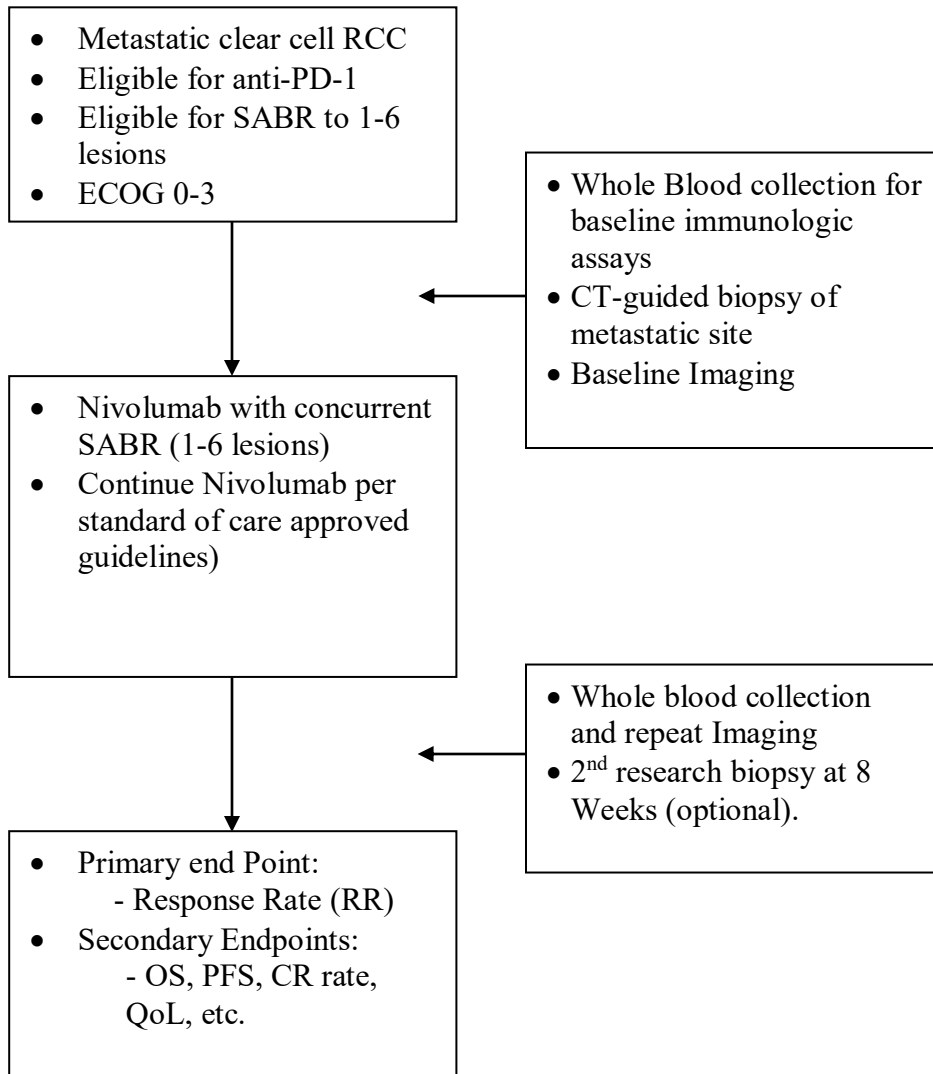 • Metastatic clear cell RCC
• Eligible for anti-PD-1
• Eligible for SABR to 1-6
lesions
• ECOG 0-3
• Whole Blood collection for
baseline immunologic
assays
• CT-guided biopsy of
metastatic site
• Baseline Imaging
• Nivolumab with concurrent
SABR (1-6 lesions)
• Continue Nivolumab per
standard of care approved
guidelines)
• Whole blood collection
and repeat Imaging
• 2nd research biopsy at 8
Weeks (optional).
• Primary end Point:
- Response Rate (RR)
• Secondary Endpoints:
- OS, PFS, CR rate,
QoL, etc.